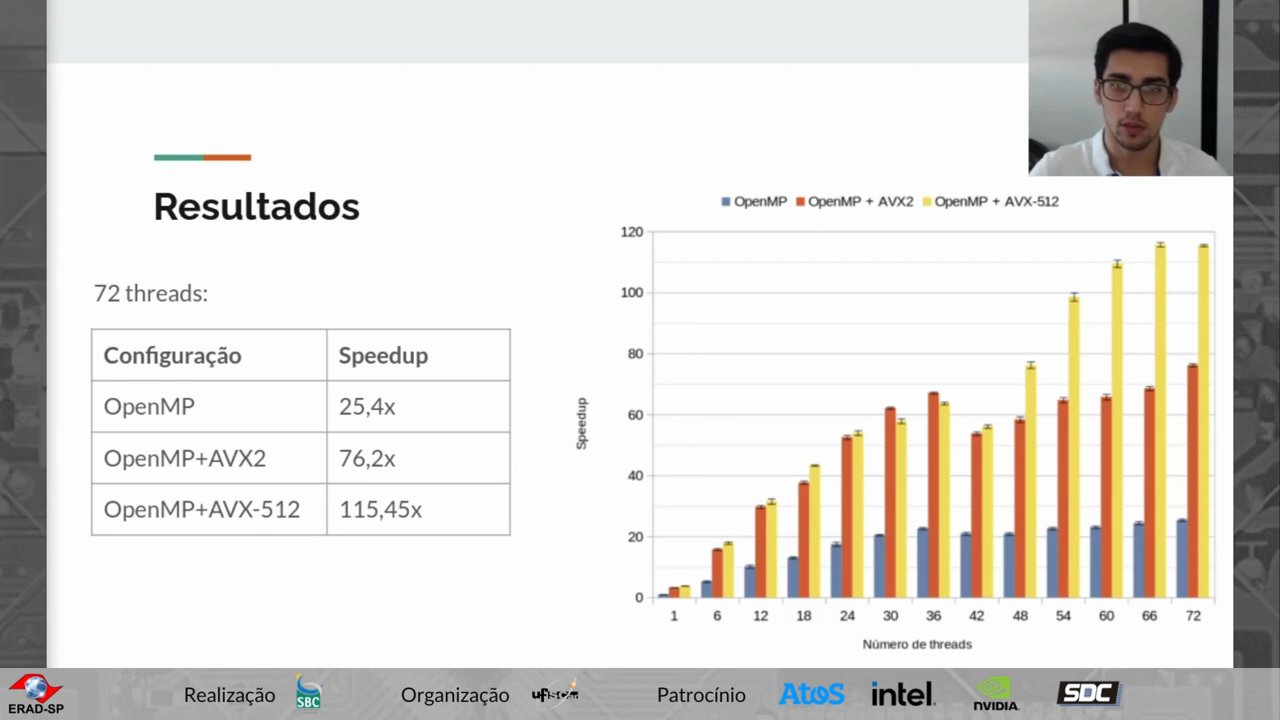 Resultados
72 threads:
Configuração Speedup
OpenMP 25,4x
OpenMP+AVX2 76,2x
OpenMP+AVX-512 115,45x
OpenMP OpenMP + AVX2 OpenMP + AVX-512
120
100
80
60
40
20
0
Speedup
1 6 12 18 24 30 36 42 48 54 60 66 72
Número de threads
ERAD-SP
Realização SBC Organização ufscar Patrocínio Atos intel. NVIDIA. SDC